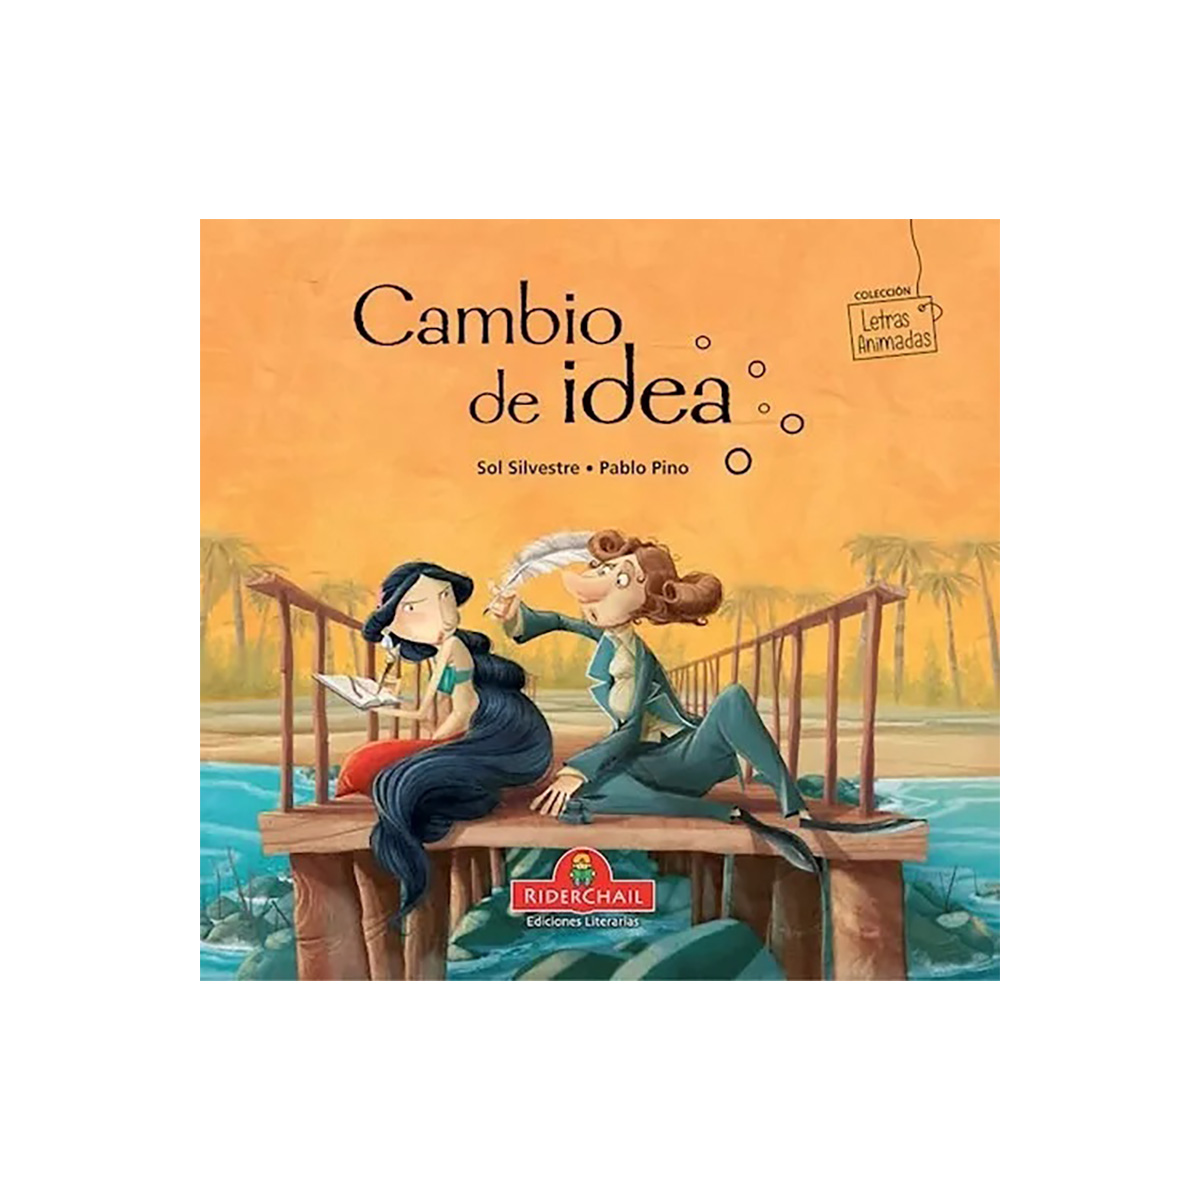 COLECCIÓN
Letras
Animadas
Cambio
de idea
Sol Silvestre • Pablo Pino
RIDERCHAIL
Ediciones Literarias